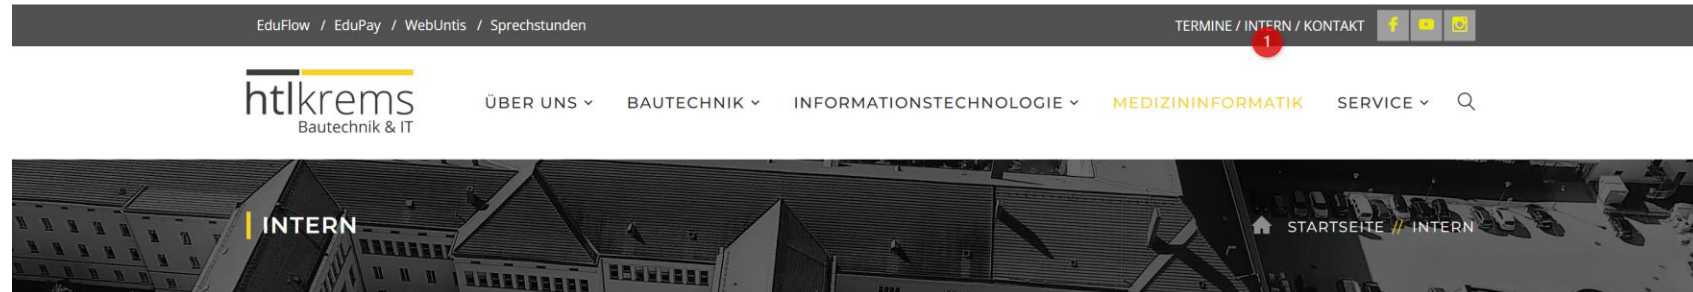 EduFlow / EduPay / WebUntis / Sprechstunden
TERMINE / INTERN / KONTAKT
1
htlkrems
Bautechnik & IT
ÜBER UNS BAUTECHNIK INFORMATIONSTECHNOLOGIE MEDIZININFORMATIK SERVICE
INTERN
STARTSEITE // INTERN